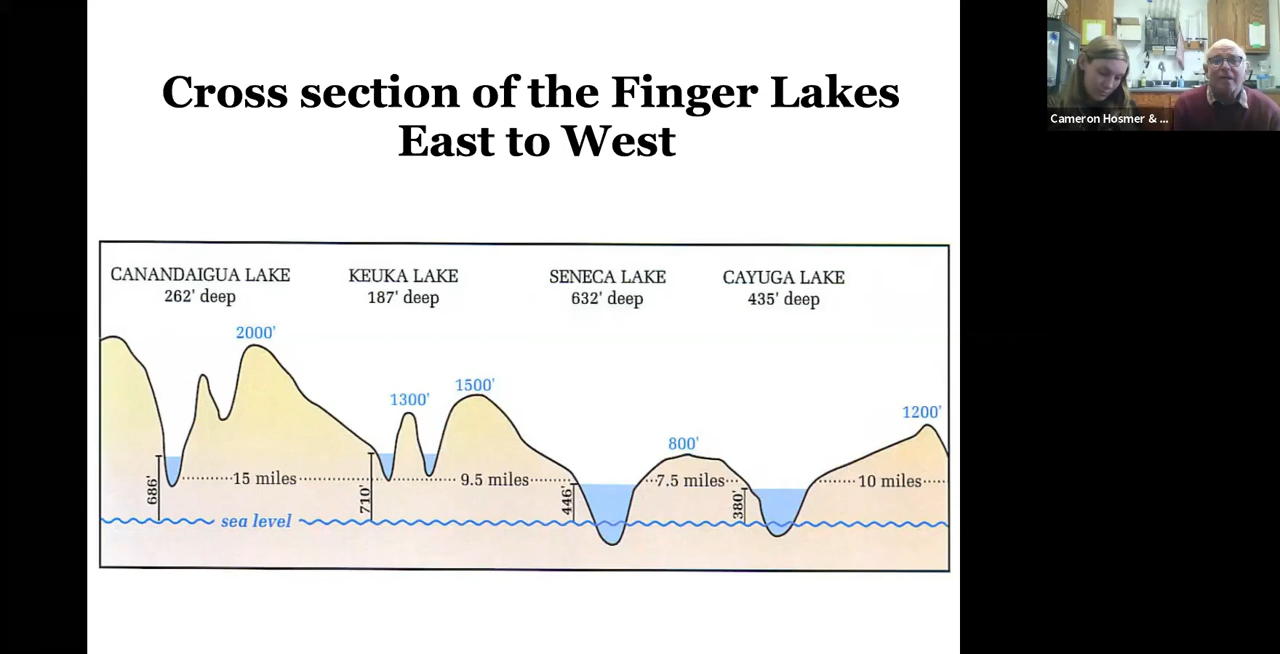 Cross section of the Finger Lakes
East to West
Cameron Hosmer & ...
CANANDAIGUA LAKE
262' deep
KEUKA LAKE
187' deep
SENECA LAKE
632' deep
CAYUGA LAKE
435' deep
2000'
1300'
1500'
800'
1200'
686'
15 miles
710'
9.5 miles
446'
7.5 miles
380'
10 miles
sea level